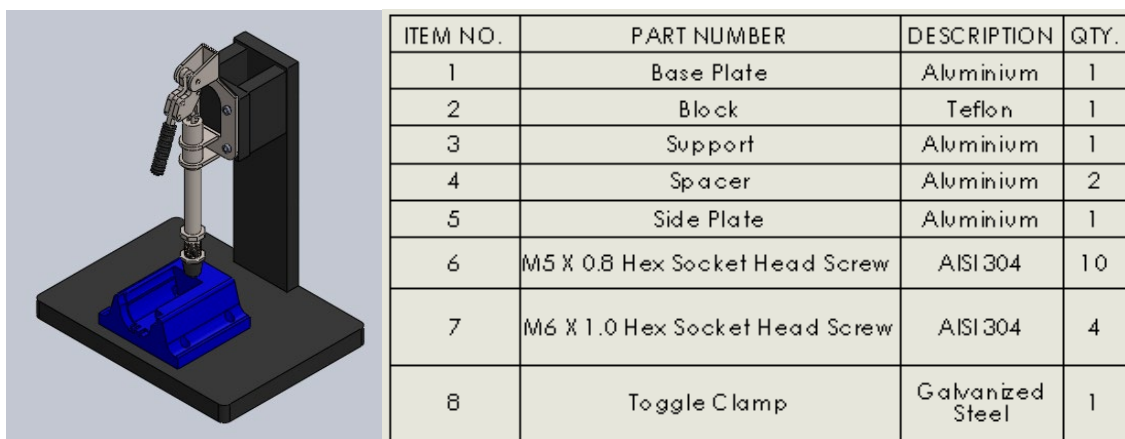 ITEM NO. PART NUMBER DESCRIPTION QTY.
1 Base Plate Aluminium 1
2 Block Teflon 1
3 Support Aluminium 1
4 Spacer Aluminium 2
5 Side Plate Aluminium 1
6 M5 X 0.8 Hex Socket Head Screw AISI 304 10
7 M6 X 1.0 Hex Socket Head Screw AISI 304 4
8 Toggle Clamp Galvanized Steel 1